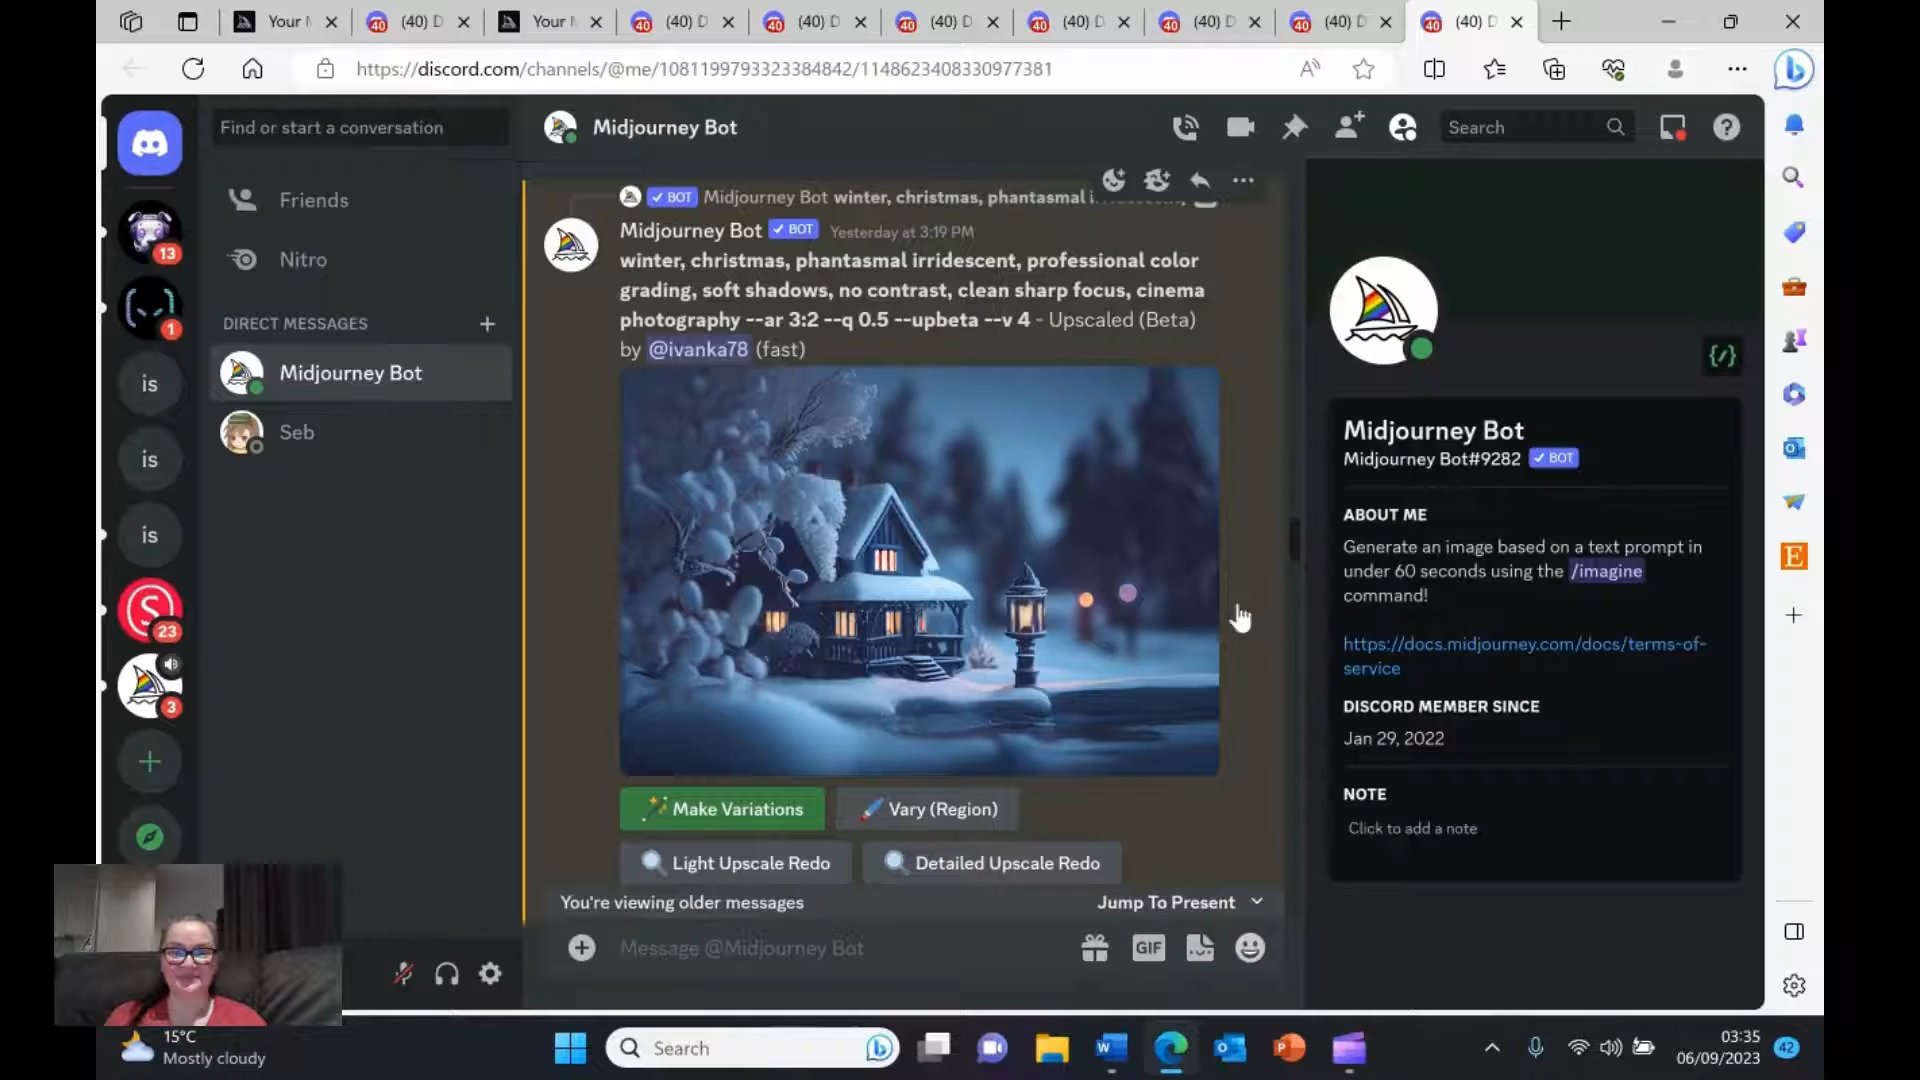 Your M
(40) D
Your M
(40) D
(40) D
(40) D
(40) D
(40) D
(40) D
(40) D
https://discord.com/channels/@me/1081199793323384842/1148623408330977381
Find or start a conversation
Midjourney Bot
Search
Friends
Nitro
DIRECT MESSAGES
Midjourney Bot
Seb
13
1
is
is
is
S
23
3
BOT Midjourney Bot winter, christmas, phantasmal
Midjourney Bot BOT Yesterday at 3:19 PM
winter, christmas, phantasmal irridescent, professional color
grading, soft shadows, no contrast, clean sharp focus, cinema
photography --ar 3:2 --q 0.5 --upbeta --v 4 - Upscaled (Beta)
by @ivanka78 (fast)
Make Variations
Vary (Region)
Light Upscale Redo
Detailed Upscale Redo
You're viewing older messages
Jump To Present
Message @Midjourney Bot
GIF
Midjourney Bot
Midjourney Bot#9282 BOT
ABOUT ME
Generate an image based on a text prompt in
under 60 seconds using the /imagine
command!
https://docs.midjourney.com/docs/terms-of-
service
DISCORD MEMBER SINCE
Jan 29, 2022
NOTE
Click to add a note
E
15°C
Mostly cloudy
Search
03:35
06/09/2023
42